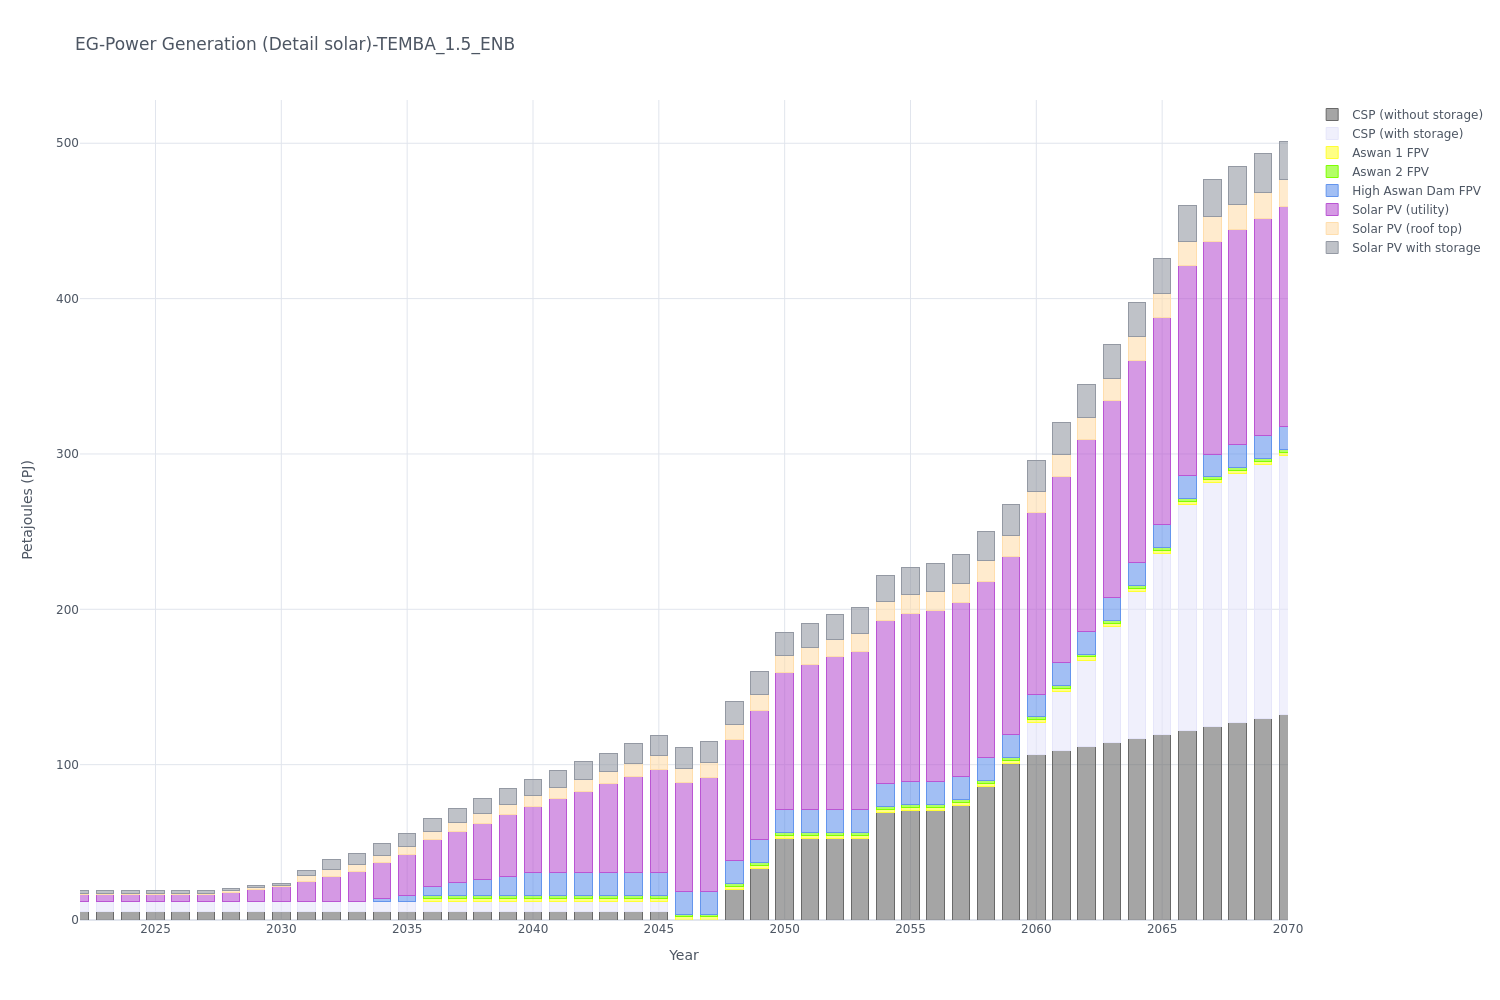 EG-Power Generation (Detail solar)-TEMBA_1.5_ENB
CSP (without storage)
CSP (with storage)
Aswan 1 FPV
Aswan 2 FPV
High Aswan Dam FPV
Solar PV (utility)
Solar PV (roof top)
Solar PV with storage
Petajoules (PJ)
500
400
300
200
100
0
2025 2030 2035 2040 2045 2050 2055 2060 2065 2070
Year